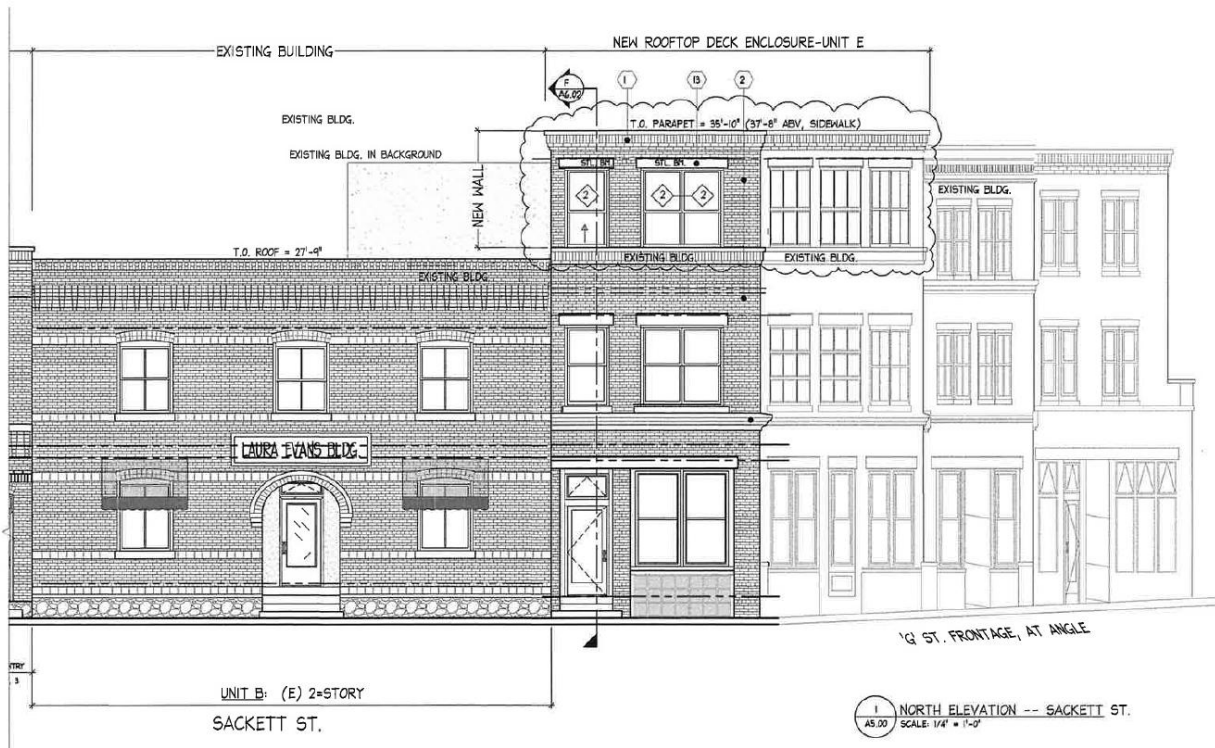 EXISTING BUILDING
NEW ROOFTOP DECK ENCLOSURE-UNIT E
F
A6.02
1
13
2
EXISTING BLDG.
T.O. PARAPET = 35'-10" (37'-8" ABV, SIDEWALK)
EXISTING BLDG. IN BACKGROUND
STL. BM.
STL. BM.
NEW WALL
2
2
2
EXISTING BLDG.
T.O. ROOF = 27'-9"
EXISTING BLDG.
EXISTING BLDG.
EXISTING BLDG.
LAURA EVANS BLDG.
'G' ST. FRONTAGE, AT ANGLE
3
UNIT B: (E) 2=STORY
SACKETT ST.
1
A5.00
NORTH ELEVATION -- SACKETT ST.
SCALE: 1/4" = 1'-0"